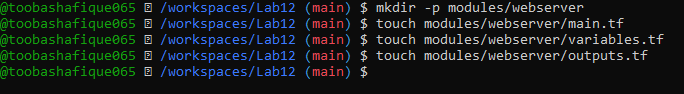 @toobashafique065 /workspaces/Lab12 (main) $ mkdir -p modules/webserver
@toobashafique065 /workspaces/Lab12 (main) $ touch modules/webserver/main.tf
@toobashafique065 /workspaces/Lab12 (main) $ touch modules/webserver/variables.tf
@toobashafique065 /workspaces/Lab12 (main) $ touch modules/webserver/outputs.tf
@toobashafique065 /workspaces/Lab12 (main) $